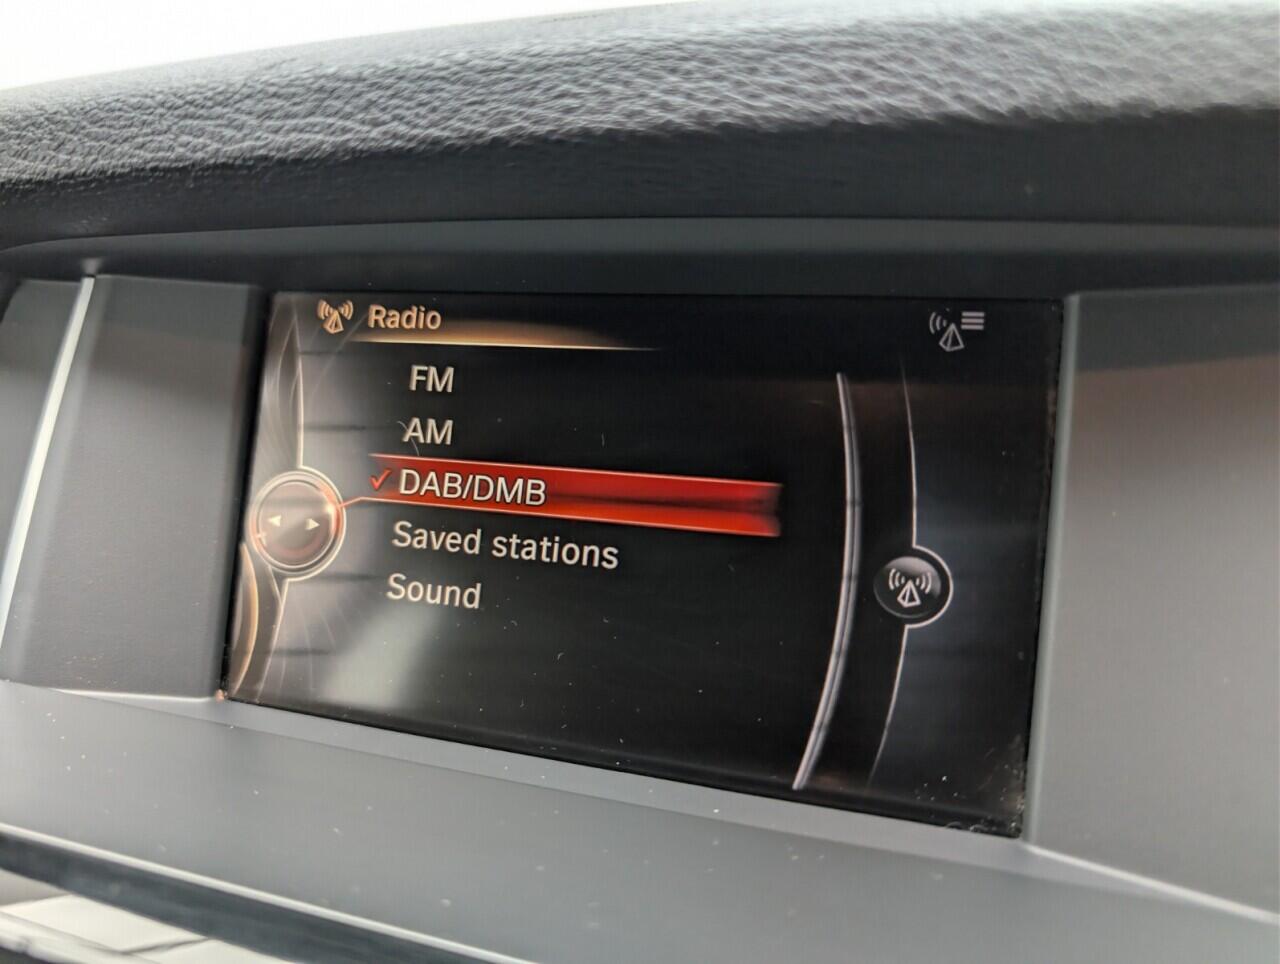 Radio
FM
AM
DAB/DMB
Saved stations
Sound